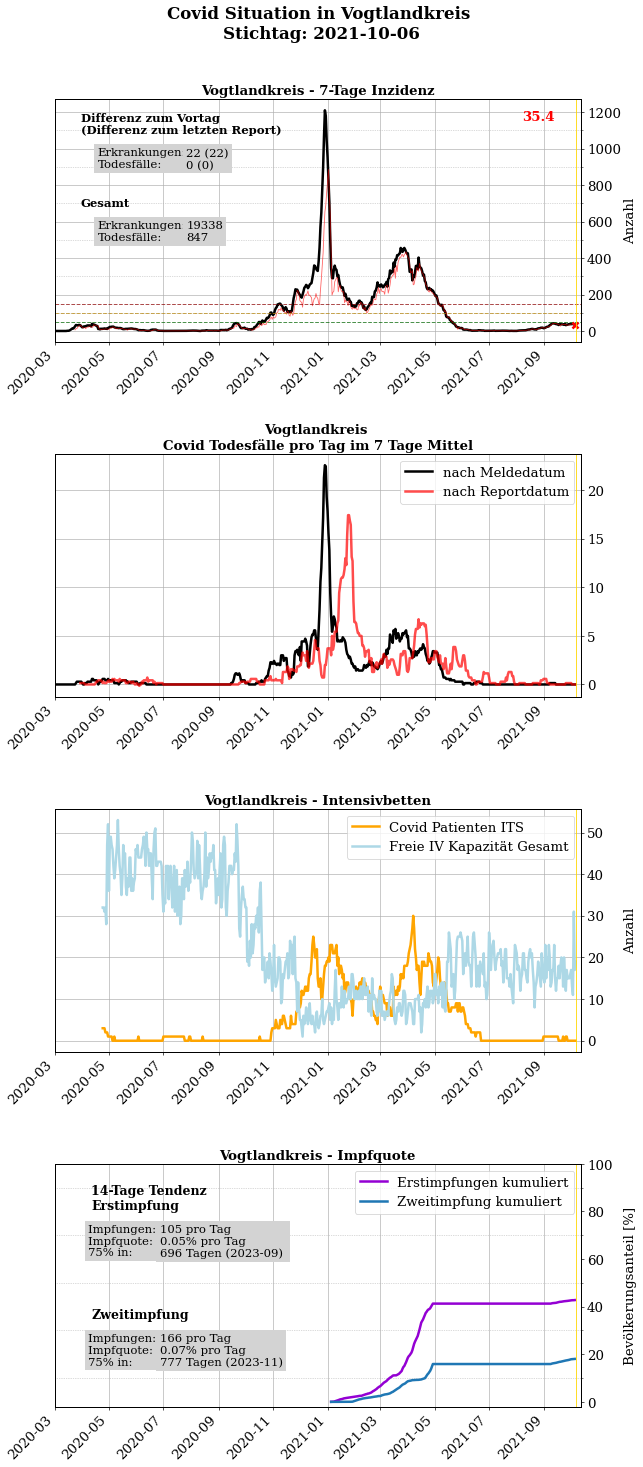 Covid Situation in Vogtlandkreis
Stichtag: 2021-10-06
Vogtlandkreis - 7-Tage Inzidenz
Differenz zum Vortag
(Differenz zum letzten Report)
Erkrankungen 22 (22)
Todesfälle: 0 (0)
Gesamt
Erkrankungen 19338
Todesfälle: 847
35.4
1200
1000
800
600
400
200
0
Anzahl
2020-03
2020-05
2020-07
2020-09
2020-11
2021-01
2021-03
2021-05
2021-07
2021-09
Vogtlandkreis
Covid Todesfälle pro Tag im 7 Tage Mittel
nach Meldedatum
nach Reportdatum
20
15
10
5
0
2020-03
2020-05
2020-07
2020-09
2020-11
2021-01
2021-03
2021-05
2021-07
2021-09
Vogtlandkreis - Intensivbetten
Covid Patienten ITS
Freie IV Kapazität Gesamt
50
40
30
20
10
0
Anzahl
2020-03
2020-05
2020-07
2020-09
2020-11
2021-01
2021-03
2021-05
2021-07
2021-09
Vogtlandkreis - Impfquote
14-Tage Tendenz
Erstimpfung
Impfungen: 105 pro Tag
Impfquote: 0.05% pro Tag
75% in: 696 Tagen (2023-09)
Zweitimpfung
Impfungen: 166 pro Tag
Impfquote: 0.07% pro Tag
75% in: 777 Tagen (2023-11)
Erstimpfungen kumuliert
Zweitimpfung kumuliert
100
80
60
40
20
0
Bevölkerungsanteil [%]
2020-03
2020-05
2020-07
2020-09
2020-11
2021-01
2021-03
2021-05
2021-07
2021-09